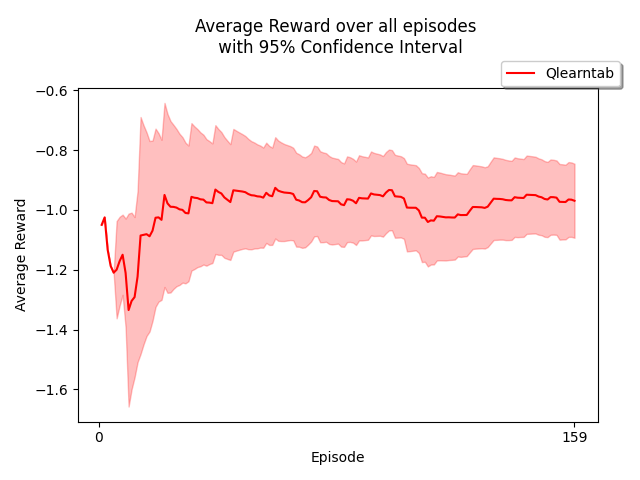 Average Reward over all episodes
with 95% Confidence Interval
Qlearntab
−0.6
−0.8
−1.0
−1.2
−1.4
−1.6
Average Reward
0
159
Episode